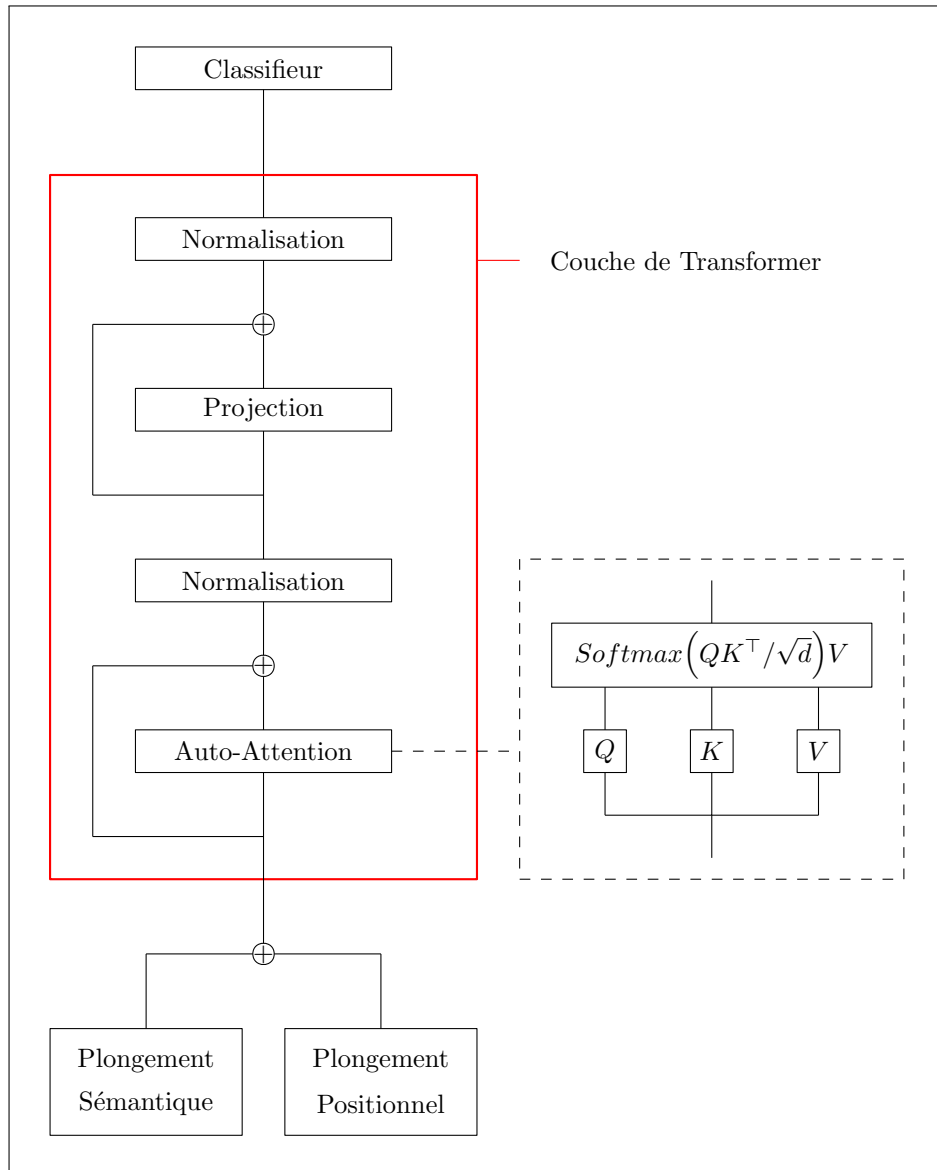 Classifieur
Normalisation
Couche de Transformer
Projection
Normalisation
Softmax(QK^⊤/√d)V
Auto-Attention
Q K V
Plongement
Sémantique
Plongement
Positionnel